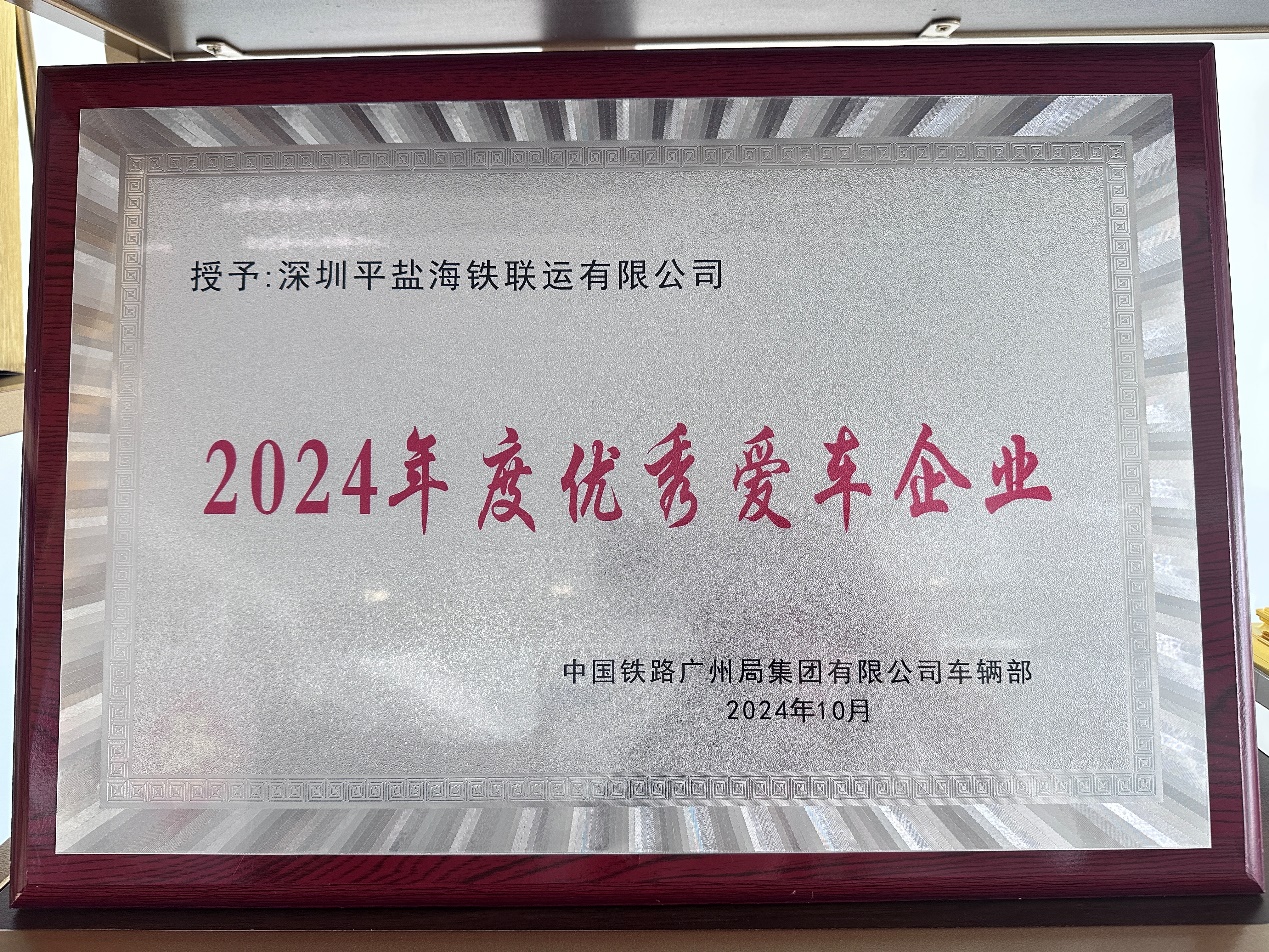 授予:深圳平盐海铁联运有限公司
2024年度优秀爱车企业
中国铁路广州局集团有限公司车辆部
2024年10月